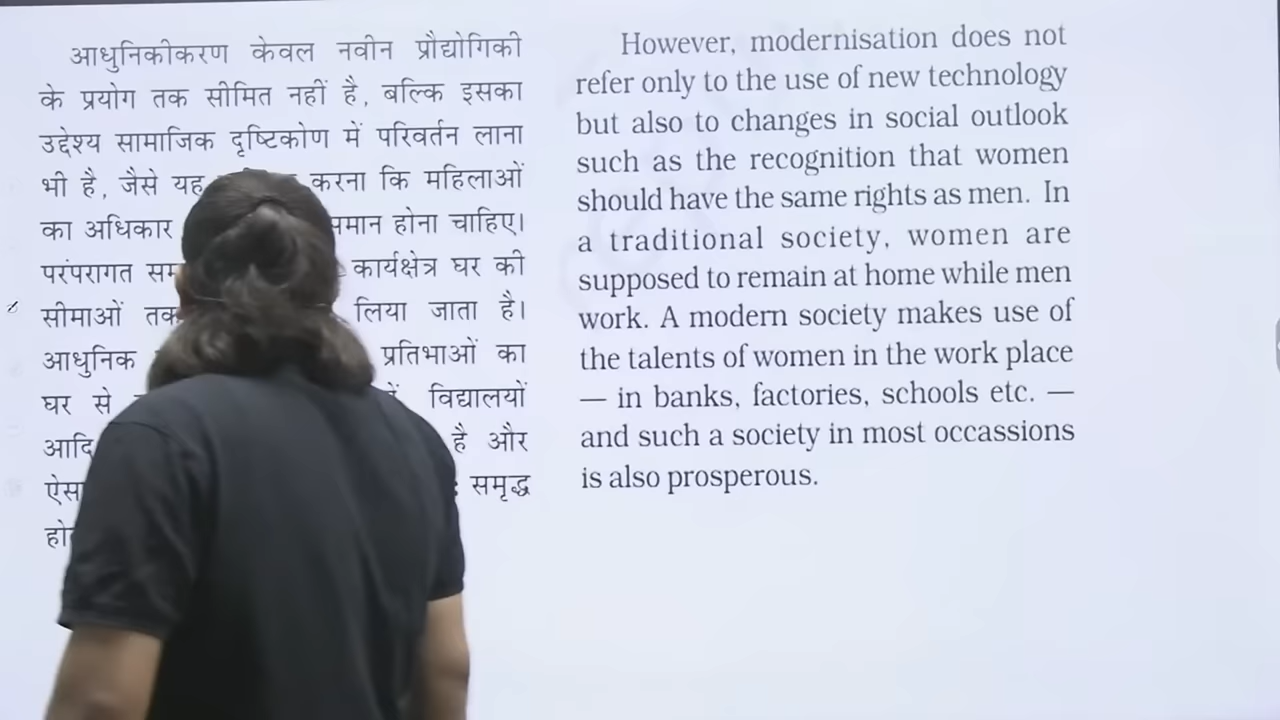 आधुनिकीकरण केवल नवीन प्रौद्योगिकी
के प्रयोग तक सीमित नहीं है, बल्कि इसका
उद्देश्य सामाजिक दृष्टिकोण में परिवर्तन लाना
भी है, जैसे यह करना कि महिलाओं
का अधिकार समान होना चाहिए।
परंपरागत कार्यक्षेत्र घर की
सीमाओं तक लिया जाता है।
आधुनिक प्रतिभाओं का
घर से विद्यालयों
आदि है और
समृद्ध
However, modernisation does not
refer only to the use of new technology
but also to changes in social outlook
such as the recognition that women
should have the same rights as men. In
a traditional society, women are
supposed to remain at home while men
work. A modern society makes use of
the talents of women in the work place
— in banks, factories, schools etc. —
and such a society in most occassions
is also prosperous.